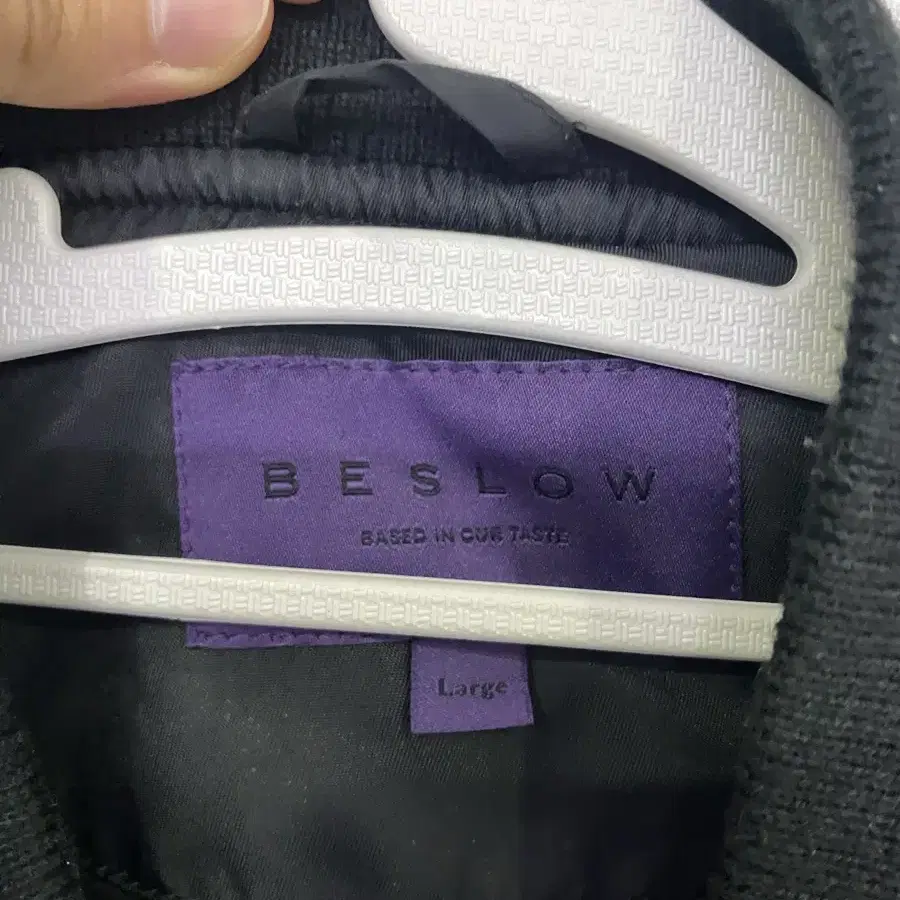 BESLOW
BASED IN OUR TASTE
Large